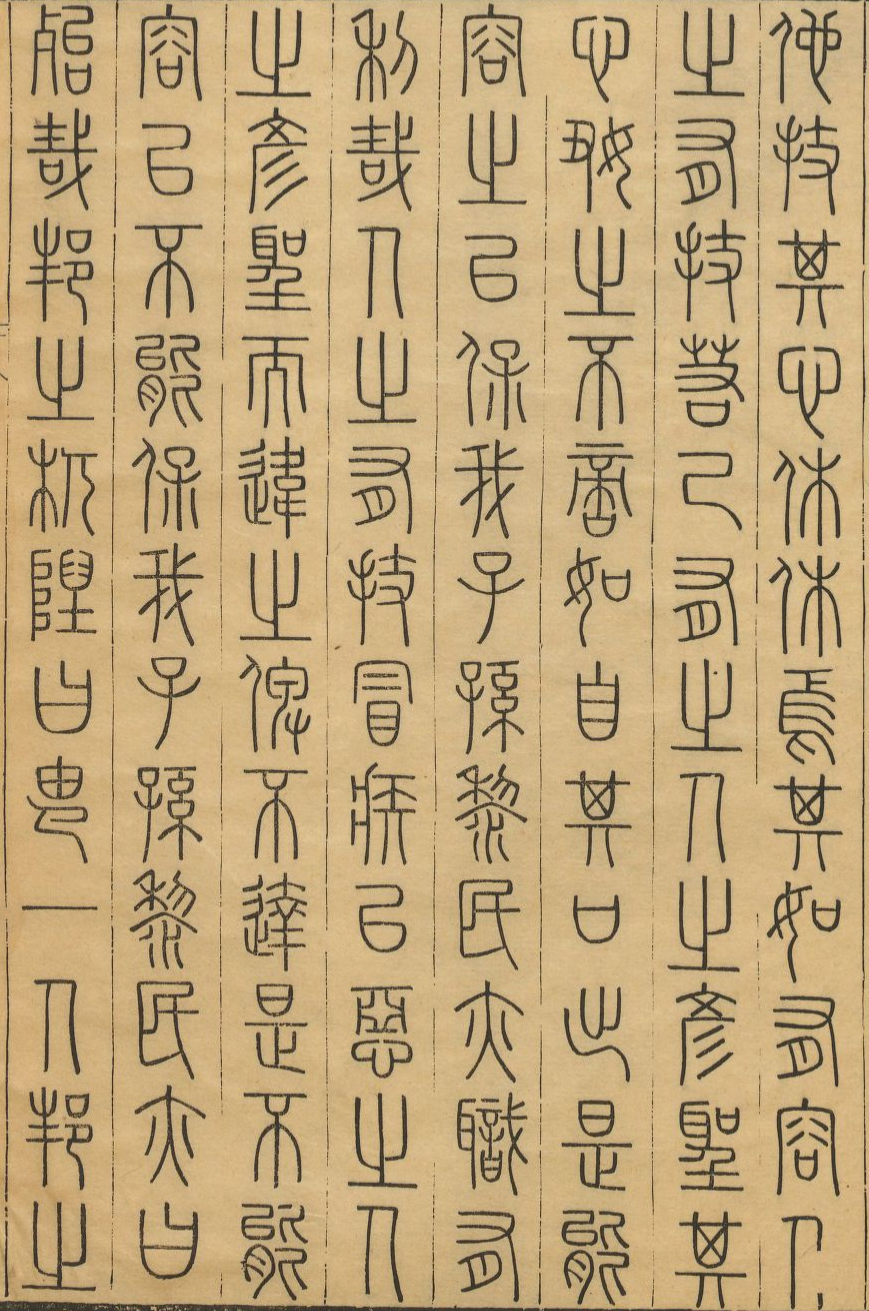 他技其心休休焉其如有容人
之有技若己有之人之彥聖其
心好之不啻如自其口出是能
容之以保我子孫黎民亦職有
利哉人之有技冒疾以惡之人
之彥聖而違之俾不達是不能
容以不能保我子孫黎民亦曰
殆哉邦之杌隉曰由一人邦之